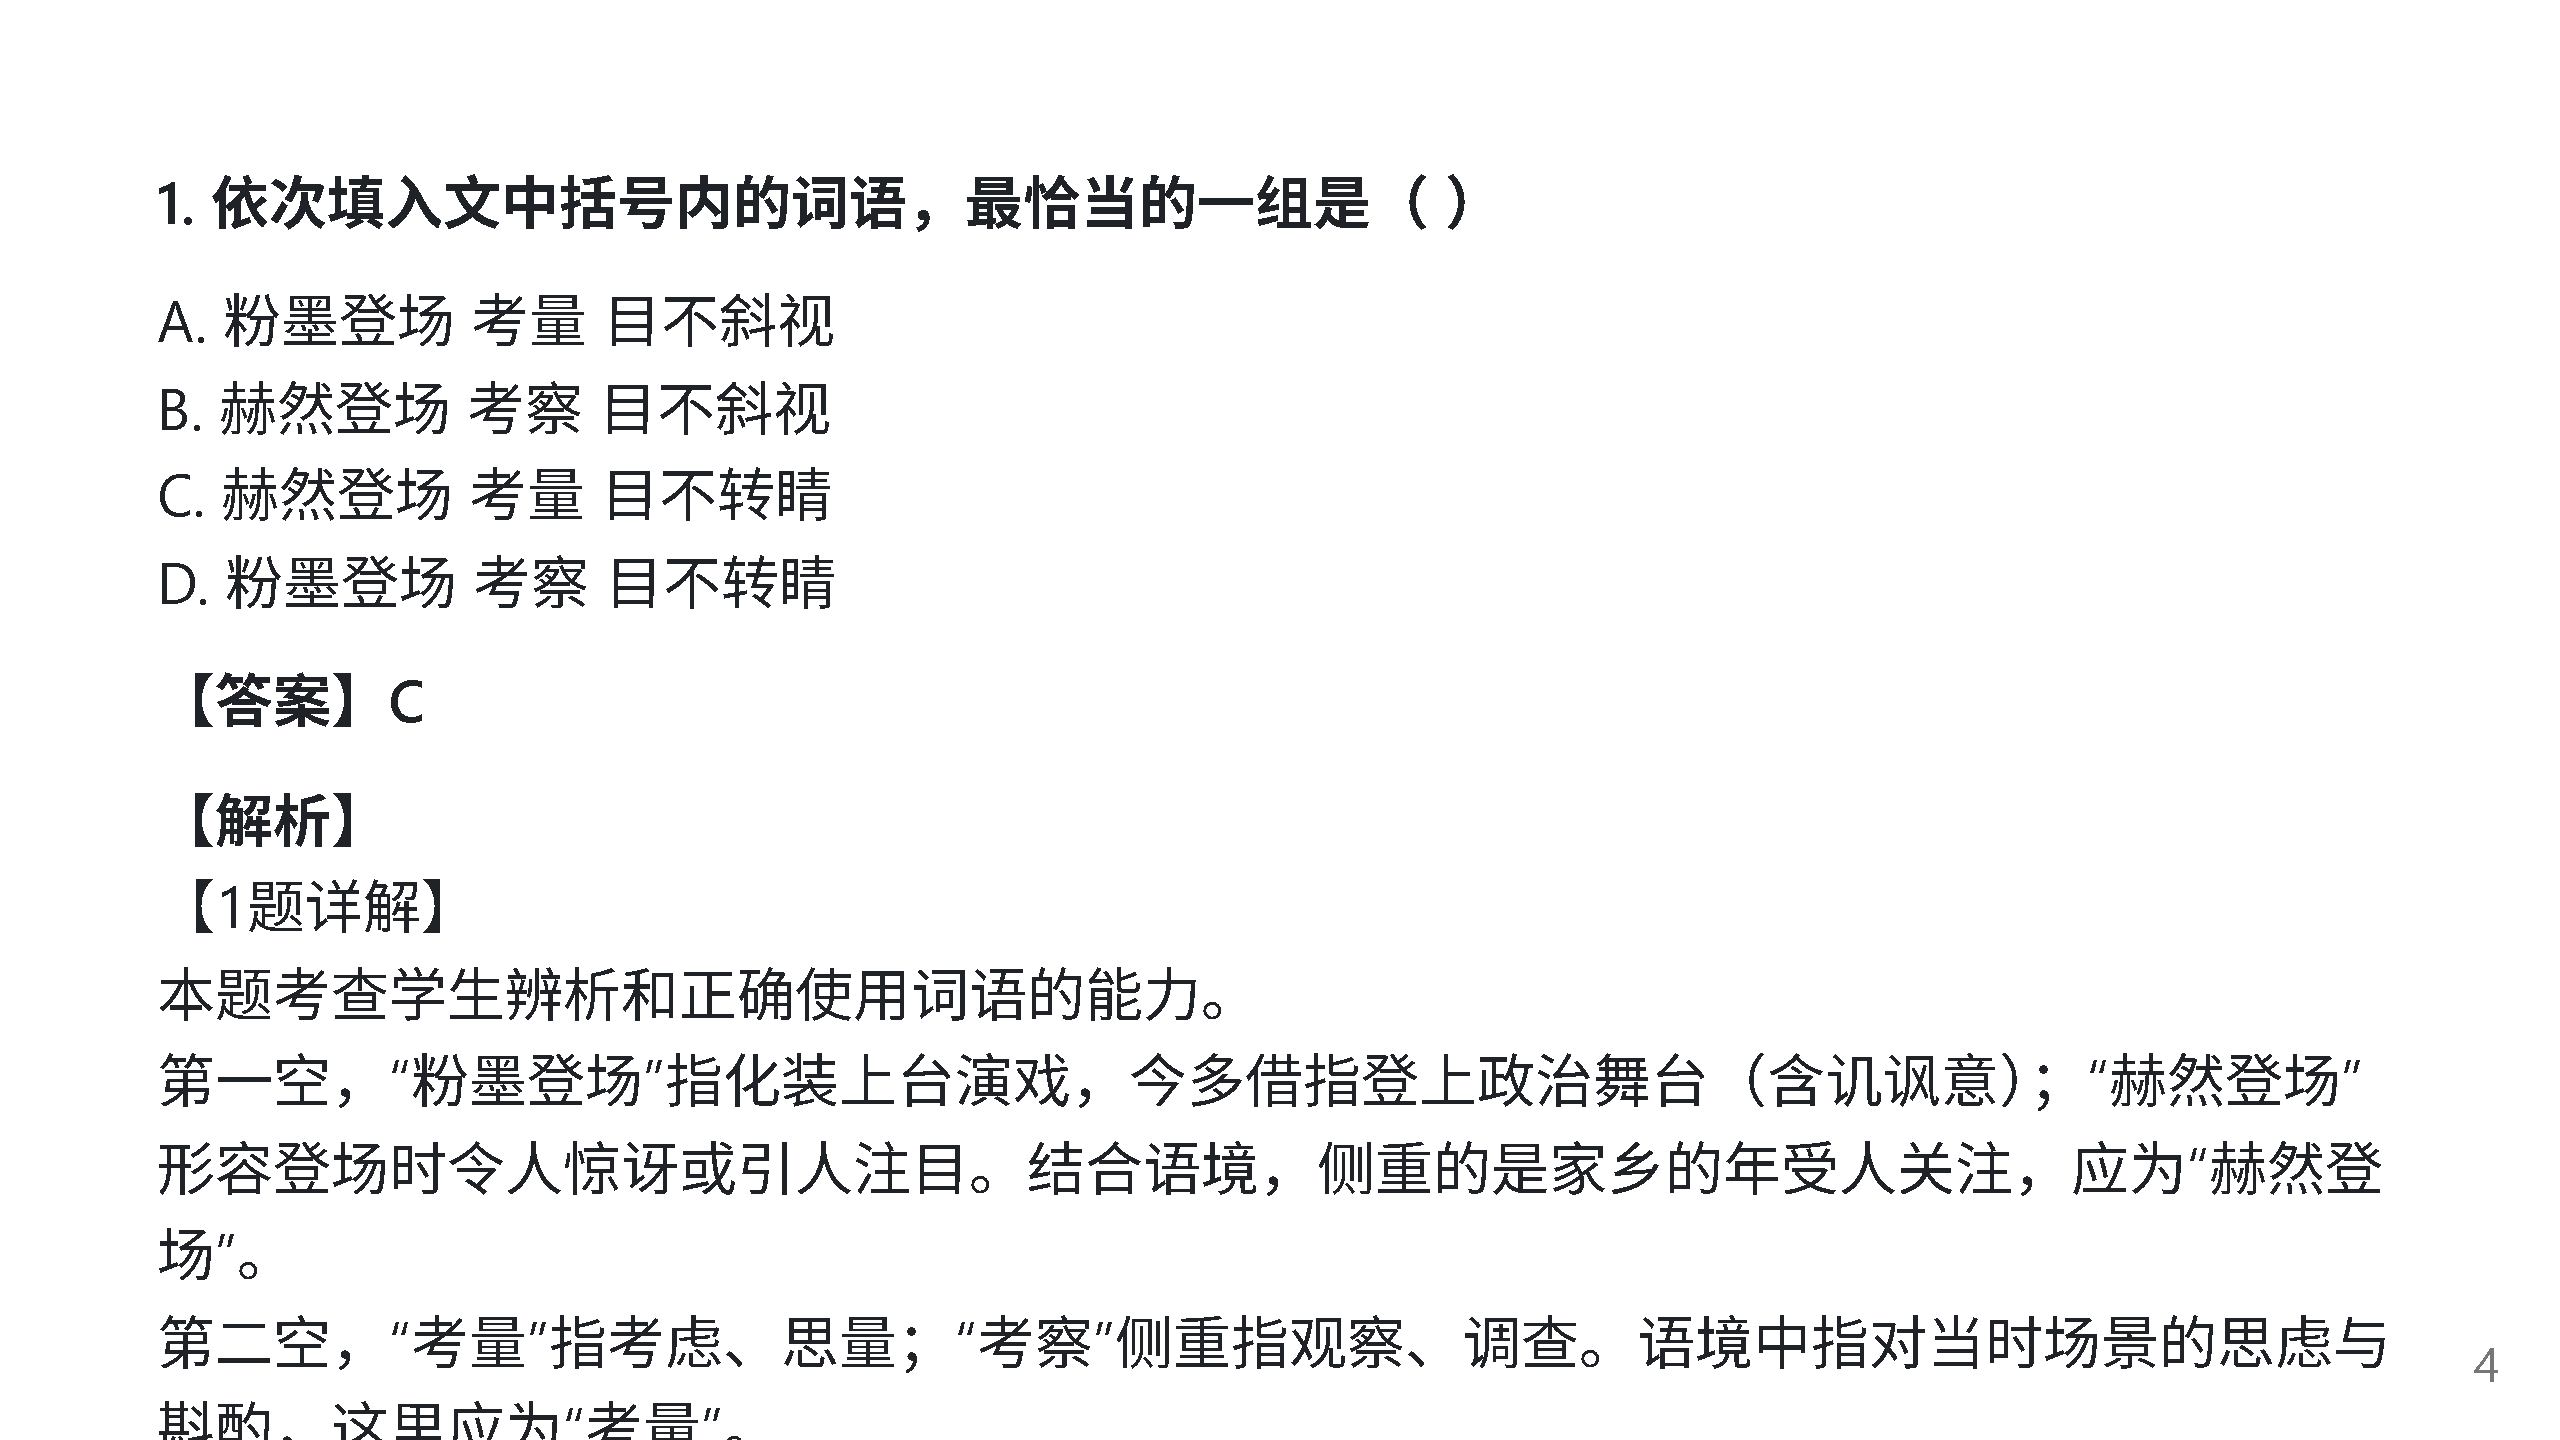 1. 依次填入文中括号内的词语，最恰当的一组是（ ）
A. 粉墨登场 考量 目不斜视
B. 赫然登场 考察 目不斜视
C. 赫然登场 考量 目不转睛
D. 粉墨登场 考察 目不转睛
【答案】C
【解析】
【1题详解】
本题考查学生辨析和正确使用词语的能力。
第一空，“粉墨登场”指化装上台演戏，今多借指登上政治舞台（含讥讽意）；“赫然登场”
形容登场时令人惊讶或引人注目。结合语境，侧重的是家乡的年受人关注，应为“赫然登
场”。
第二空，“考量”指考虑、思量；“考察”侧重指观察、调查。语境中指对当时场景的思虑与
斟酌，这里应为“考量”。
4